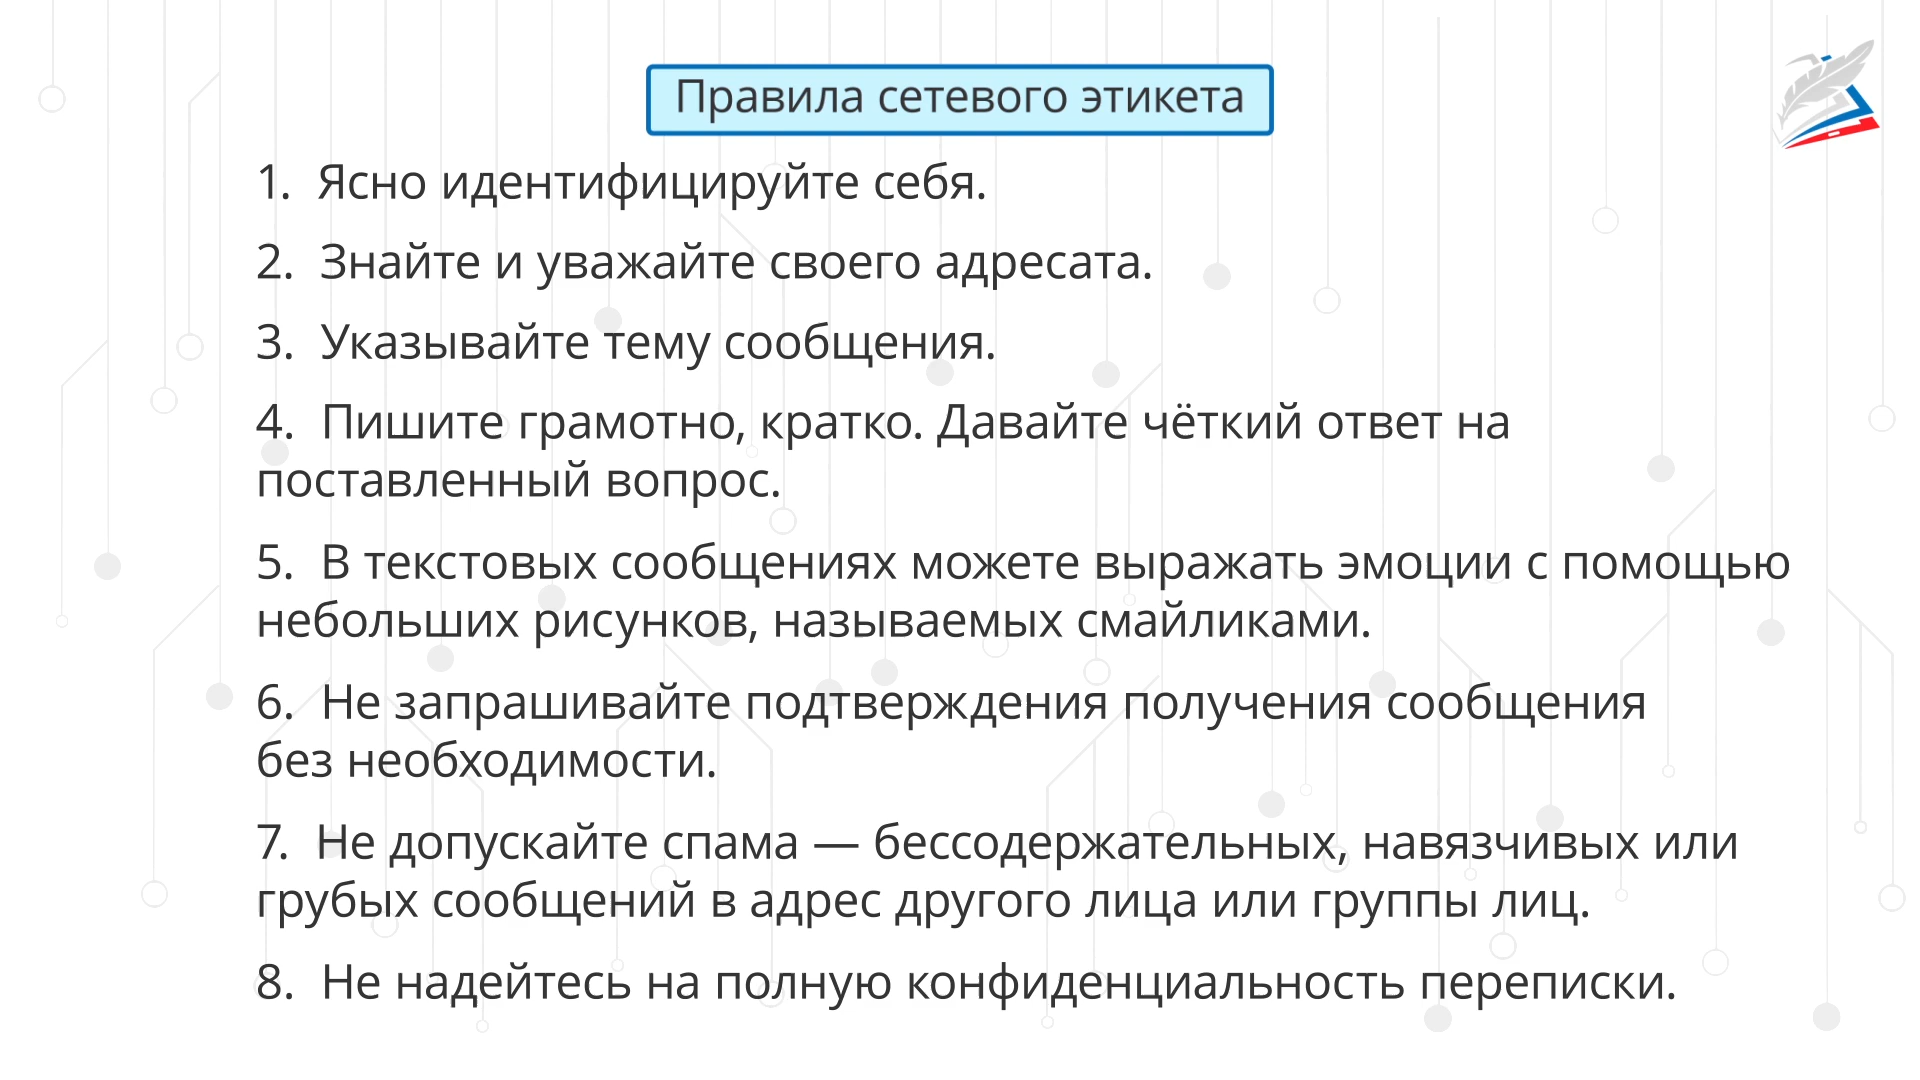 Правила сетевого этикета
1. Ясно идентифицируйте себя.
2. Знайте и уважайте своего адресата.
3. Указывайте тему сообщения.
4. Пишите грамотно, кратко. Давайте чёткий ответ на
поставленный вопрос.
5. В текстовых сообщениях можете выражать эмоции с помощью
небольших рисунков, называемых смайликами.
6. Не запрашивайте подтверждения получения сообщения
без необходимости.
7. Не допускайте спама — бессодержательных, навязчивых или
грубых сообщений в адрес другого лица или группы лиц.
8. Не надейтесь на полную конфиденциальность переписки.